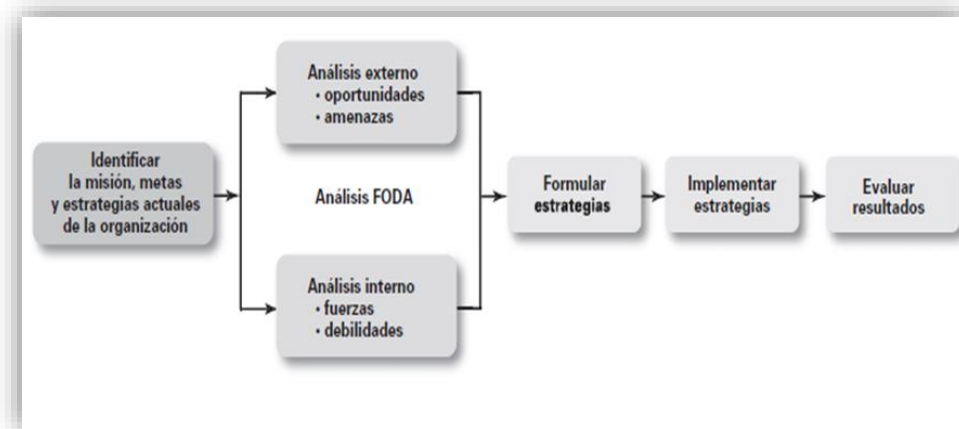 Identificar
la misión, metas
y estrategias actuales
de la organización
Análisis externo
• oportunidades
• amenazas
Análisis FODA
Análisis interno
• fuerzas
• debilidades
Formular
estrategias
Implementar
estrategias
Evaluar
resultados